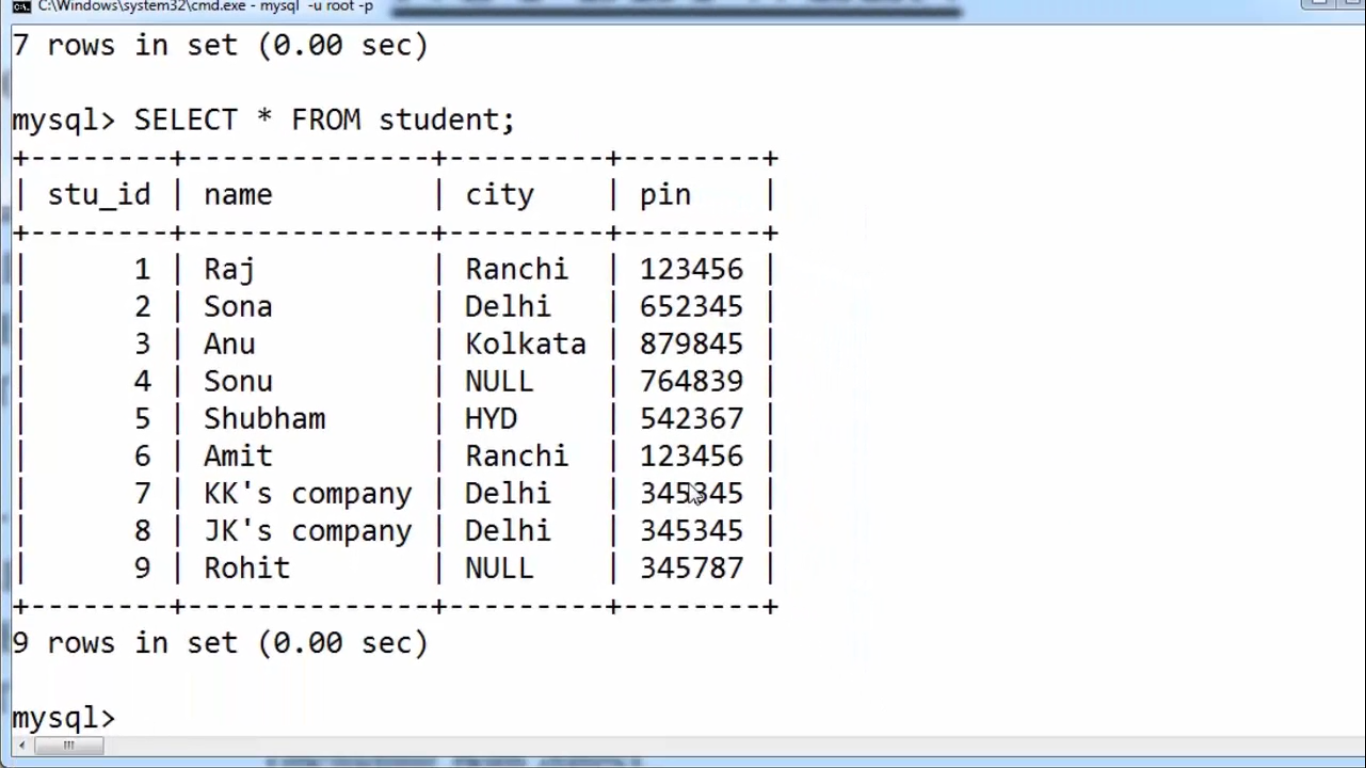 C:\Windows\system32\cmd.exe - mysql -u root -p
7 rows in set (0.00 sec)
mysql> SELECT * FROM student;
+--------+--------------+---------+--------+
| stu_id | name         | city    | pin    |
+--------+--------------+---------+--------+
|      1 | Raj          | Ranchi  | 123456 |
|      2 | Sona         | Delhi   | 652345 |
|      3 | Anu          | Kolkata | 879845 |
|      4 | Sonu         | NULL    | 764839 |
|      5 | Shubham      | HYD     | 542367 |
|      6 | Amit         | Ranchi  | 123456 |
|      7 | KK's company | Delhi   | 345345 |
|      8 | JK's company | Delhi   | 345345 |
|      9 | Rohit        | NULL    | 345787 |
+--------+--------------+---------+--------+
9 rows in set (0.00 sec)
mysql>